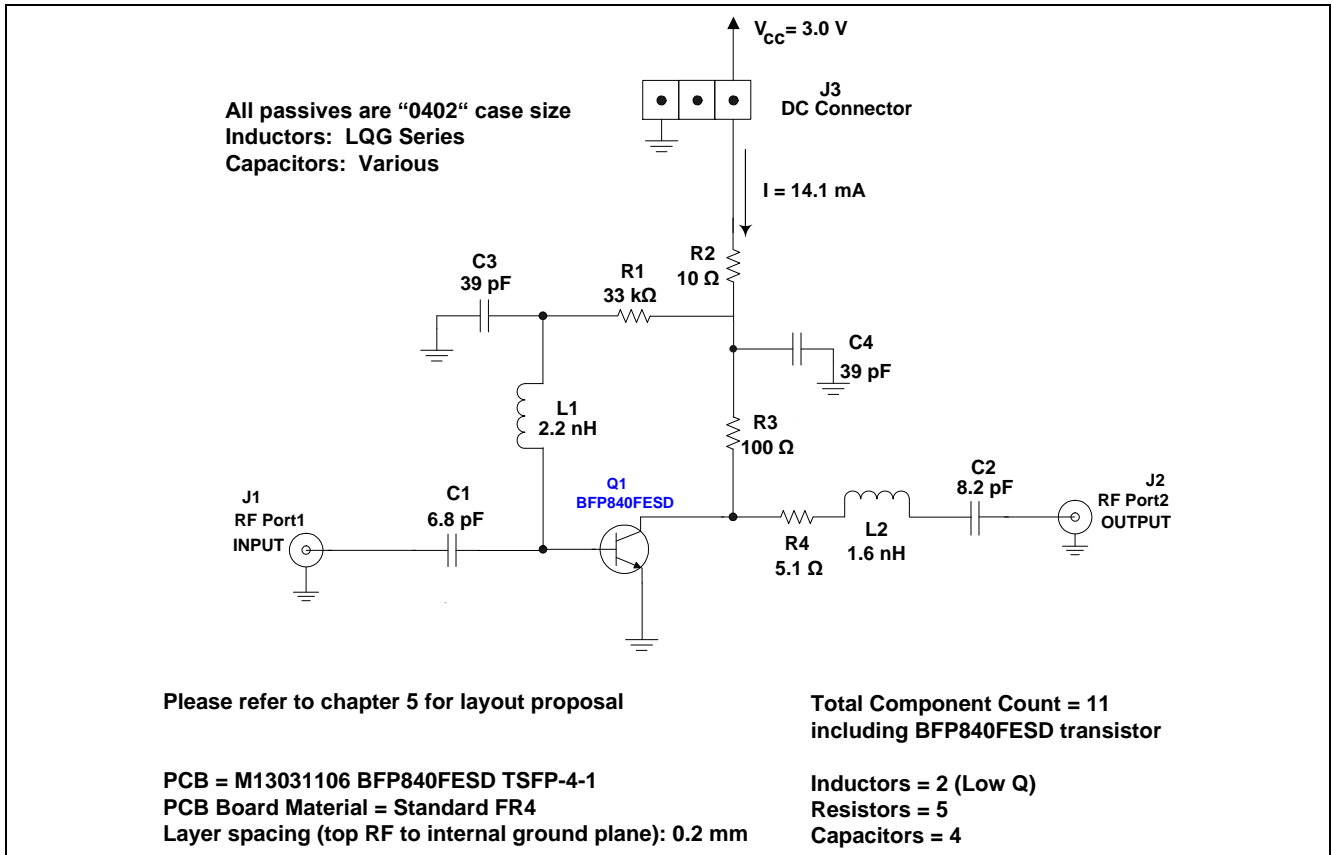 V_CC = 3.0 V
J3
DC Connector
All passives are “0402“ case size
Inductors: LQG Series
Capacitors: Various
I = 14.1 mA
R2
10 Ω
C3
39 pF
R1
33 kΩ
C4
39 pF
L1
2.2 nH
R3
100 Ω
Q1
BFP840FESD
C2
8.2 pF
J2
RF Port2
OUTPUT
J1
RF Port1
INPUT
C1
6.8 pF
R4
5.1 Ω
L2
1.6 nH
Please refer to chapter 5 for layout proposal
Total Component Count = 11
including BFP840FESD transistor
PCB = M13031106 BFP840FESD TSFP-4-1
PCB Board Material = Standard FR4
Layer spacing (top RF to internal ground plane): 0.2 mm
Inductors = 2 (Low Q)
Resistors = 5
Capacitors = 4